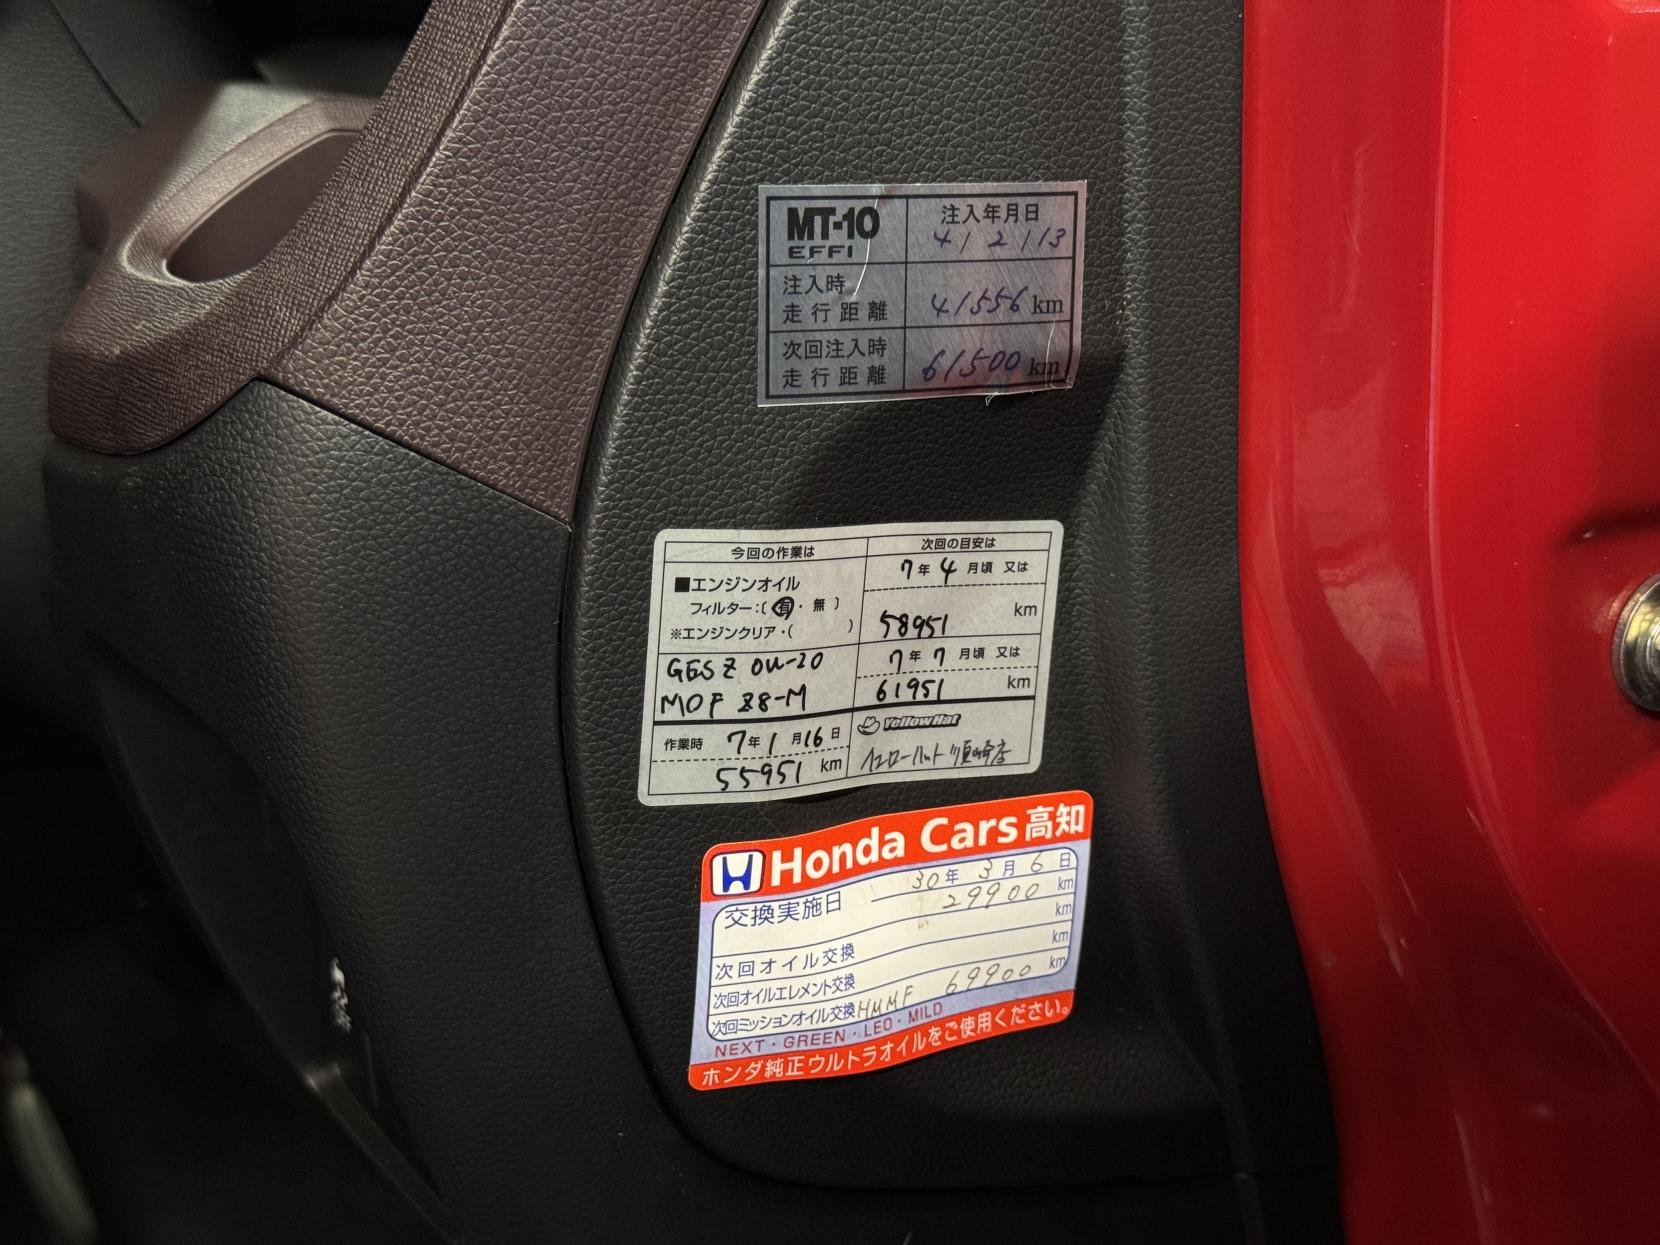 MT-10
EFFI
注入年月日
4 / 2 / 13
注入時
走行距離
41556 km
次回注入時
走行距離
61500 km
今回の作業は
次回の目安は
■エンジンオイル
フィルター:〔有・無〕
※エンジンクリア・( )
7年 4月頃 又は
58951 km
GESZ 0W-20
MOF Z8-M
7年 7月頃 又は
61951 km
作業時 7年 1月16日
55951 km
YellowHat
イエローハット 須崎店
Honda Cars 高知
30年 3月 6日
交換実施日 29900 km
次回オイル交換 km
次回オイルエレメント交換 km
次回ミッションオイル交換 HMMF 69900 km
NEXT・GREEN・LEO・MILD
ホンダ純正ウルトラオイルをご使用ください。